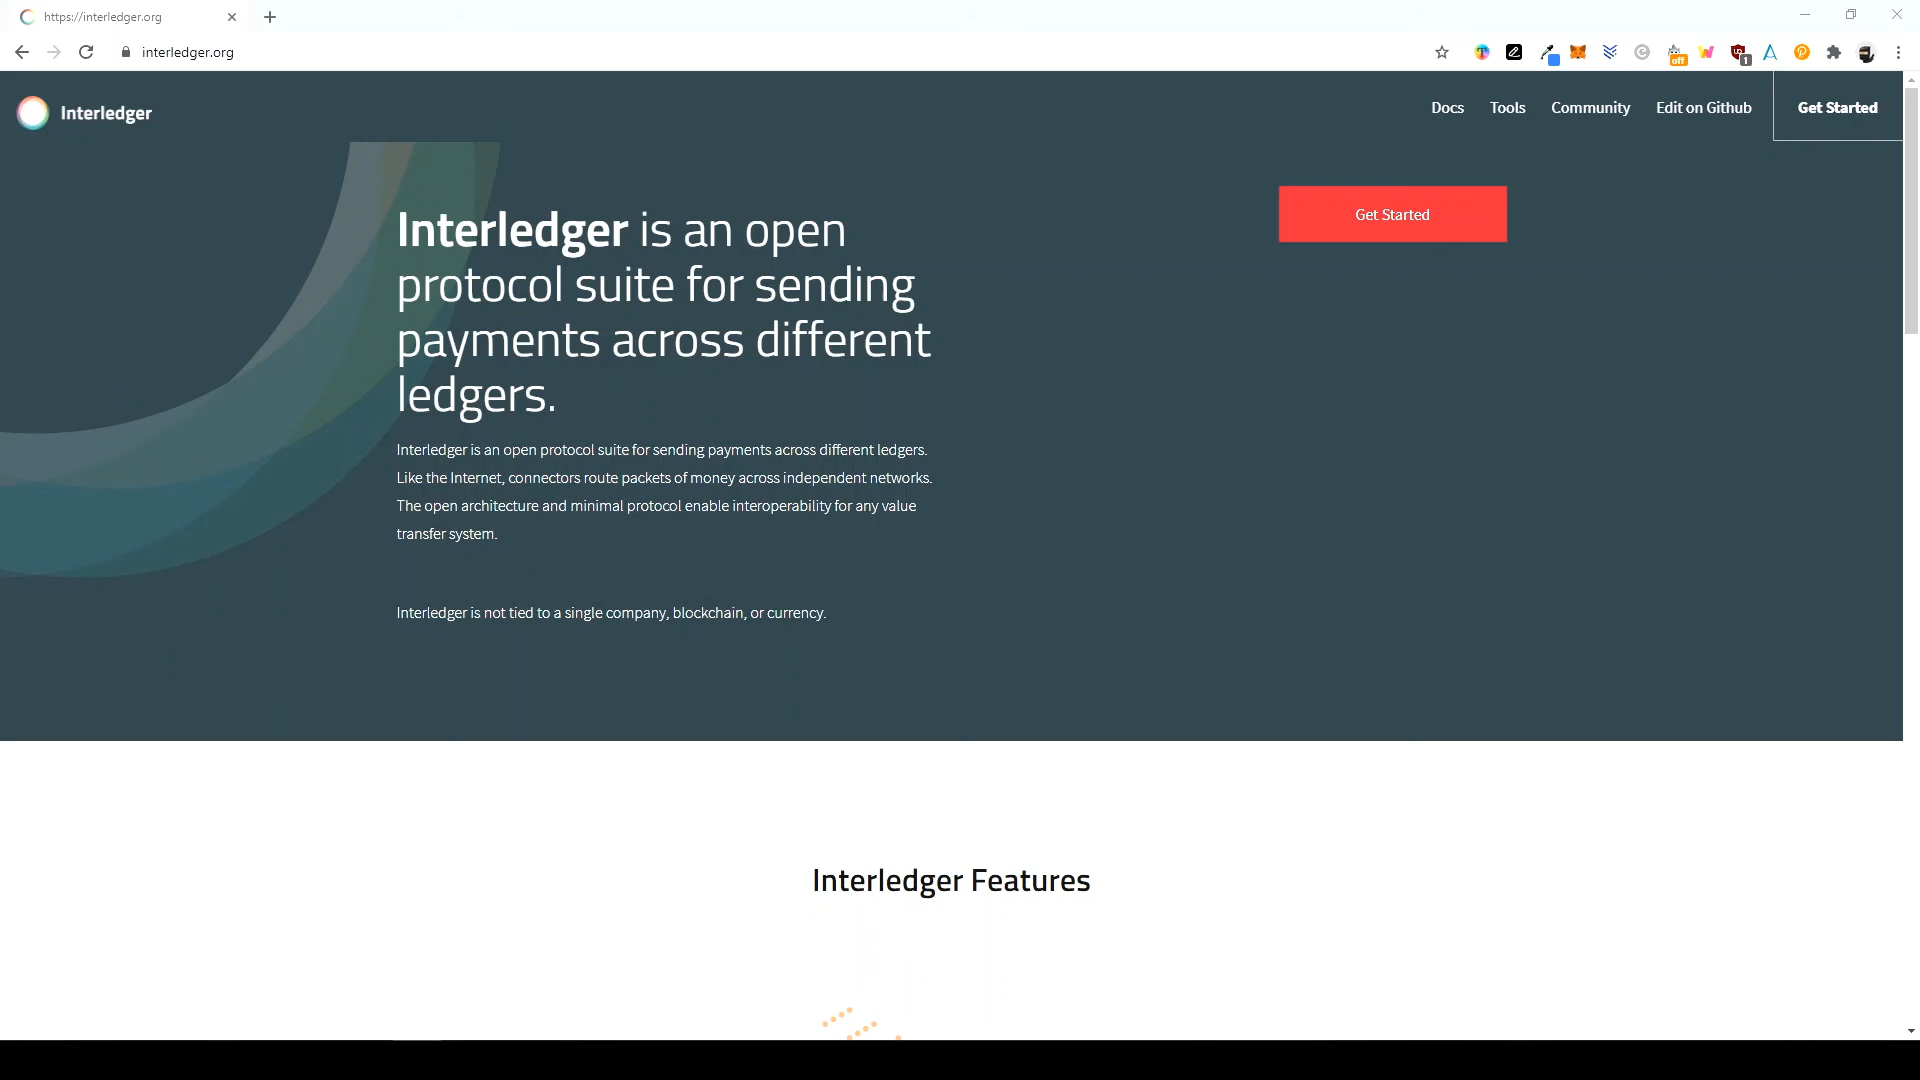 https://interledger.org
interledger.org
off
1
Interledger
Docs Tools Community Edit on Github Get Started
Interledger is an open
protocol suite for sending
payments across different
ledgers.
Get Started
Interledger is an open protocol suite for sending payments across different ledgers.
Like the Internet, connectors route packets of money across independent networks.
The open architecture and minimal protocol enable interoperability for any value
transfer system.
Interledger is not tied to a single company, blockchain, or currency.
Interledger Features